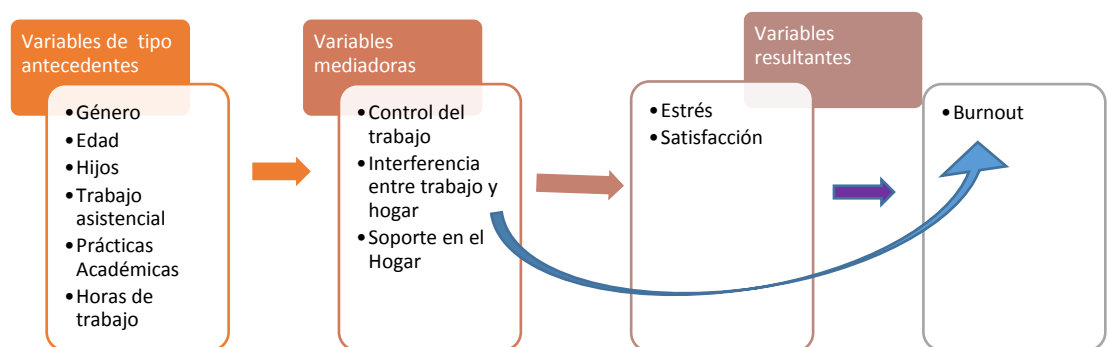 Variables de tipo
antecedentes
•Género
•Edad
•Hijos
•Trabajo
asistencial
•Prácticas
Académicas
•Horas de
trabajo
Variables
mediadoras
•Control del
trabajo
•Interferencia
entre trabajo y
hogar
•Soporte en el
Hogar
Variables
resultantes
•Estrés
•Satisfacción
•Burnout